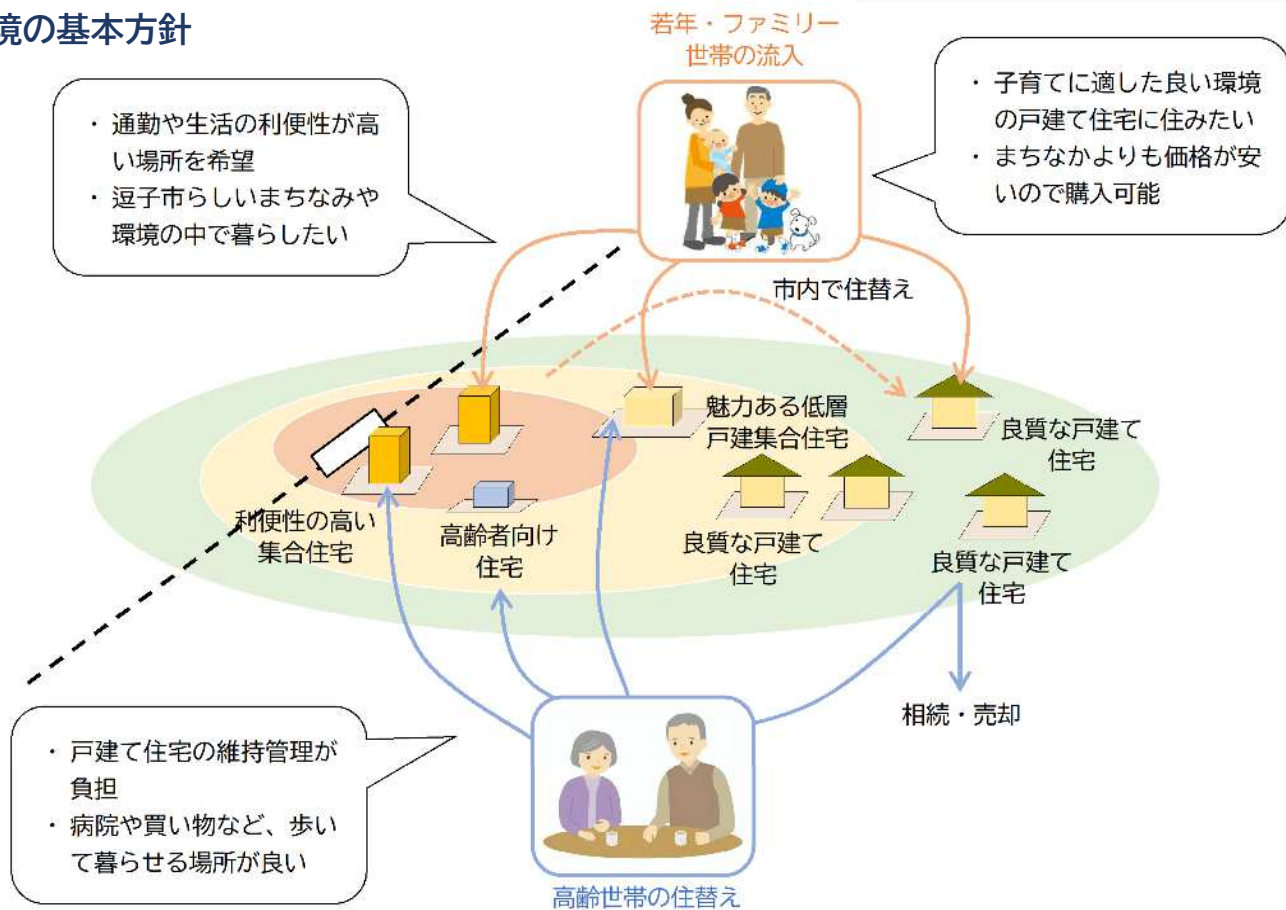 境の基本方針
若年・ファミリー
世帯の流入
・ 通勤や生活の利便性が高
い場所を希望
・ 逗子市らしいまちなみや
環境の中で暮らしたい
・ 子育てに適した良い環境
の戸建て住宅に住みたい
・ まちなかよりも価格が安
いので購入可能
市内で住替え
魅力ある低層
戸建集合住宅
良質な戸建て
住宅
利便性の高い
集合住宅
高齢者向け
住宅
良質な戸建て
住宅
良質な戸建て
住宅
相続・売却
・ 戸建て住宅の維持管理が
負担
・ 病院や買い物など、歩い
て暮らせる場所が良い
高齢世帯の住替え